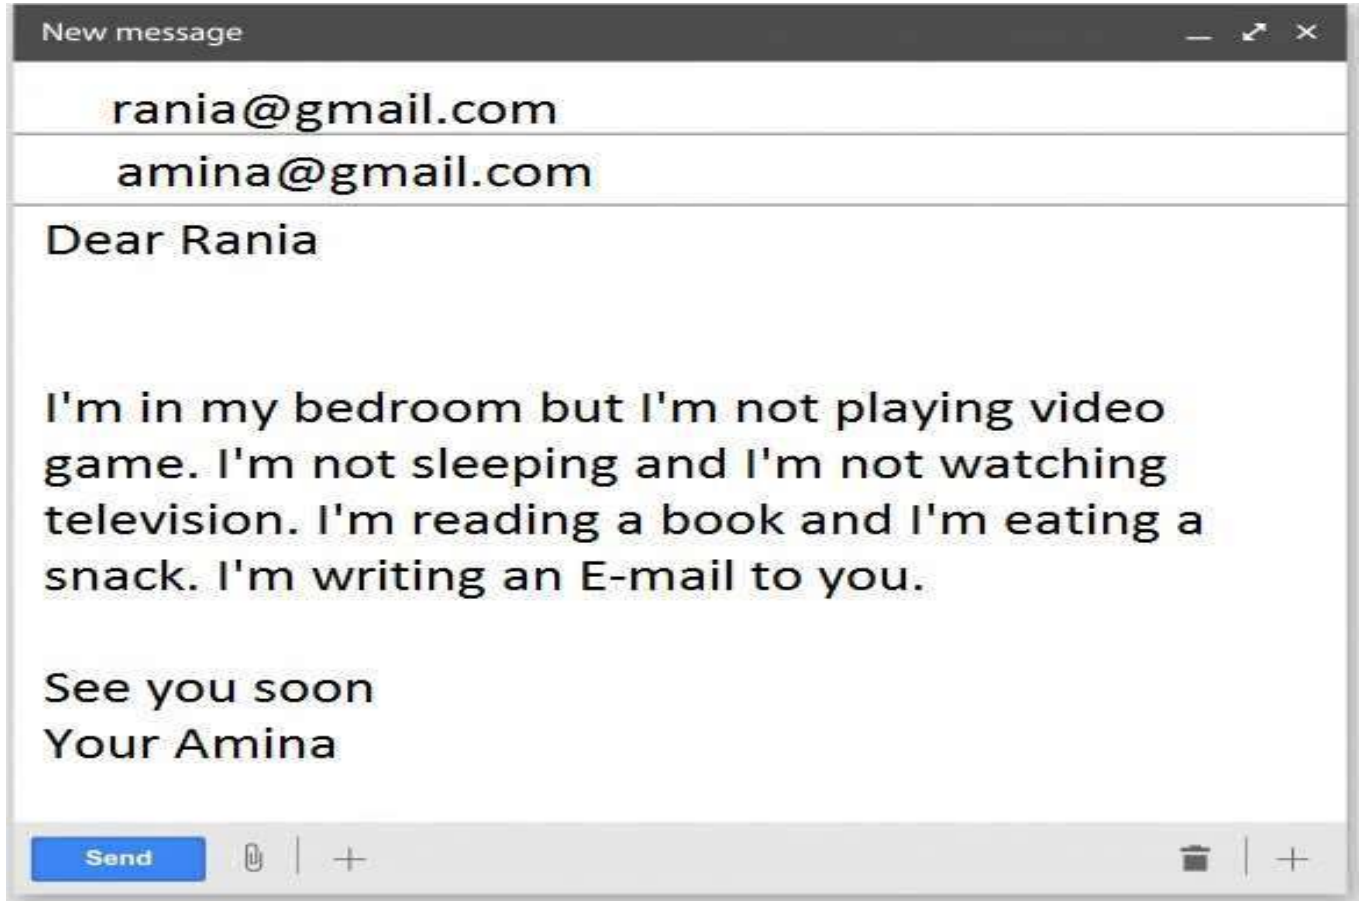 New message
rania@gmail.com
amina@gmail.com
Dear Rania
I'm in my bedroom but I'm not playing video
game. I'm not sleeping and I'm not watching
television. I'm reading a book and I'm eating a
snack. I'm writing an E-mail to you.
See you soon
Your Amina
Send